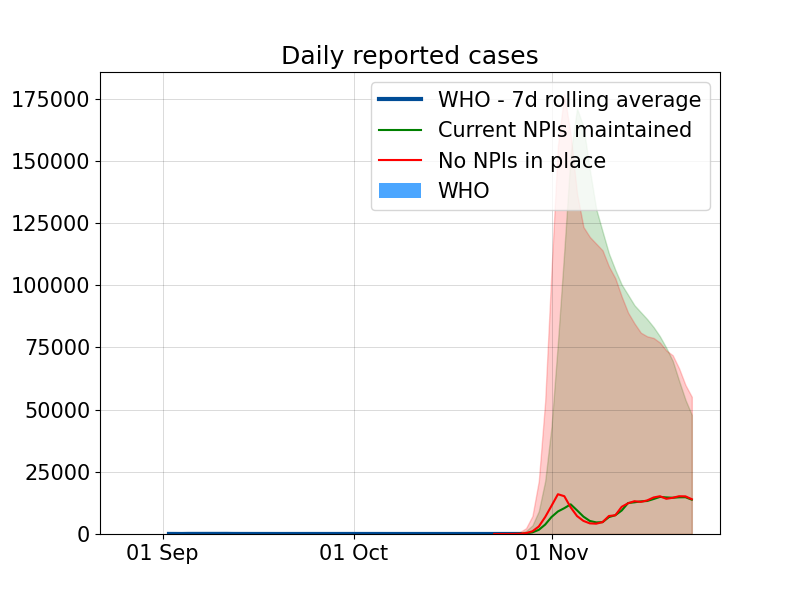 Daily reported cases
175000
150000
125000
100000
75000
50000
25000
0
WHO - 7d rolling average
Current NPIs maintained
No NPIs in place
WHO
01 Sep
01 Oct
01 Nov